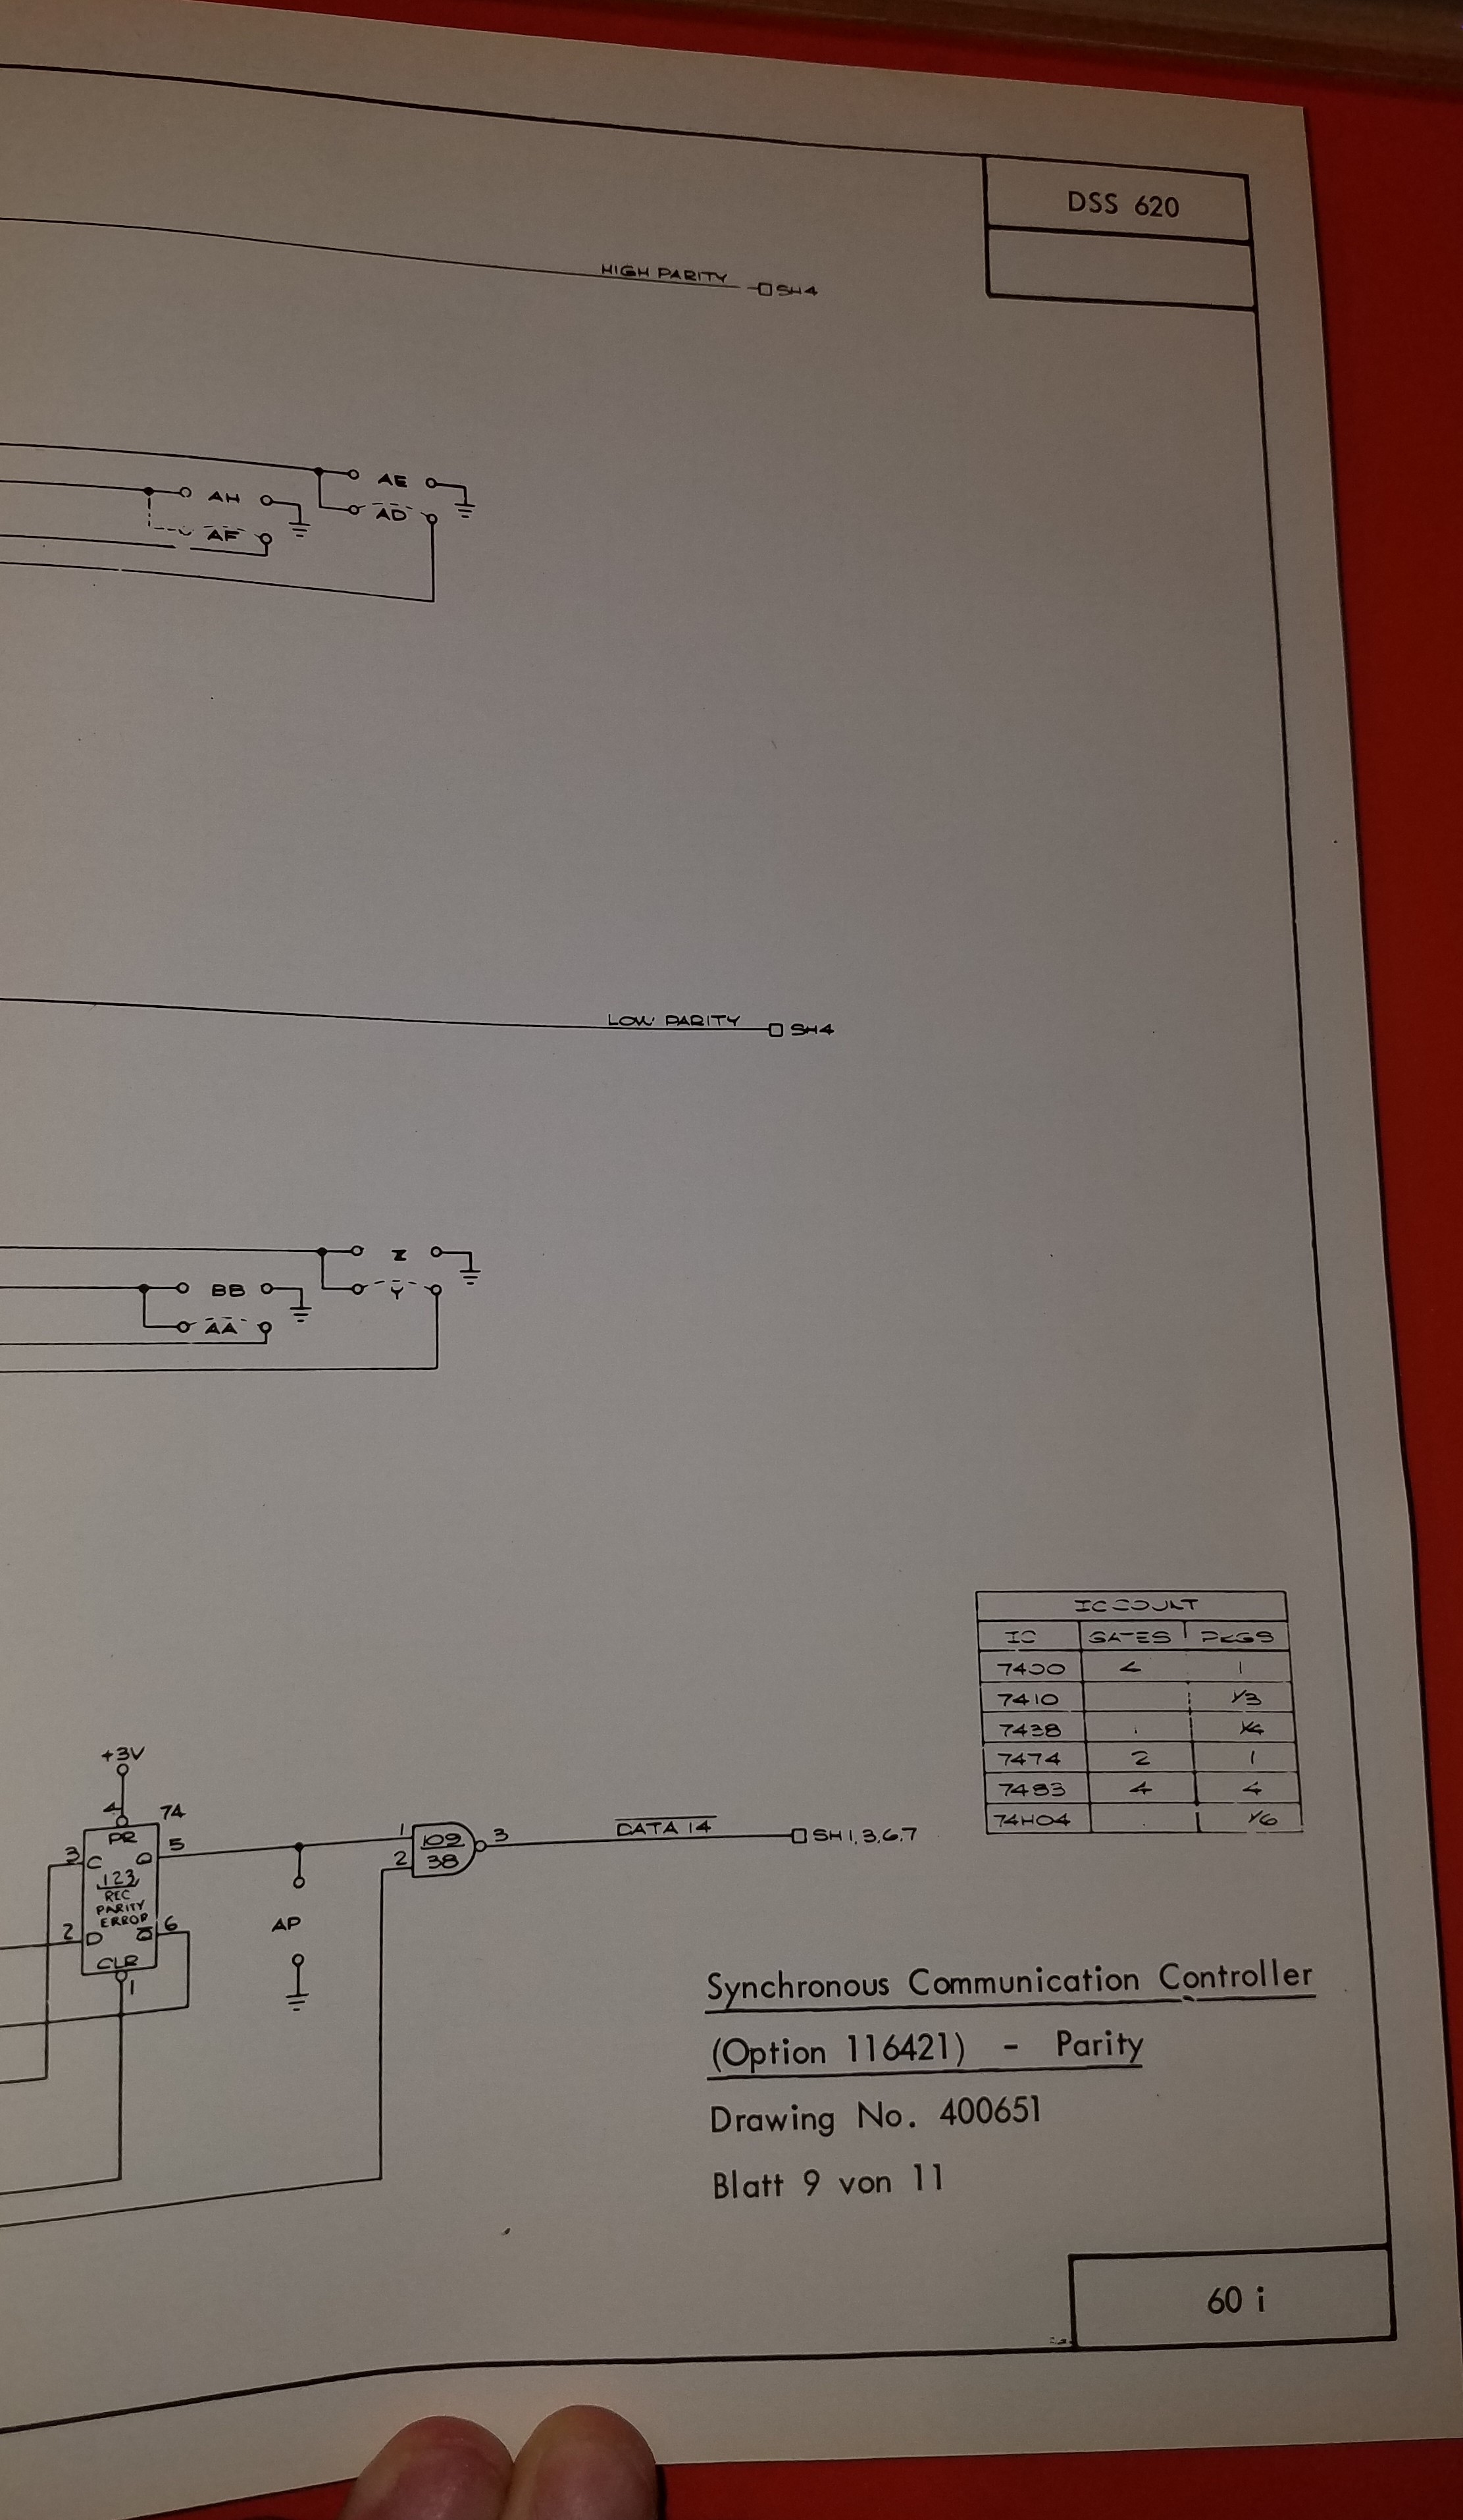 DSS 620
HIGH PARITY SH4
AE
AH
AD
AF
LOW PARITY SH4
Z
BB
Y
AA
IC COUNT
IC GATES PKGS
7400 4 1
7410 1/3
7438 1/4
7474 2 1
7483 4 4
74H04 1/6
+3V
4 74
PR
3 C Q 5
123
REC
PARITY
ERROR
2 D Q 6
CLR
1
1 109 3
2 38
DATA 14 SH 1,3,6,7
AP
Synchronous Communication Controller
(Option 116421) - Parity
Drawing No. 400651
Blatt 9 von 11
60 i